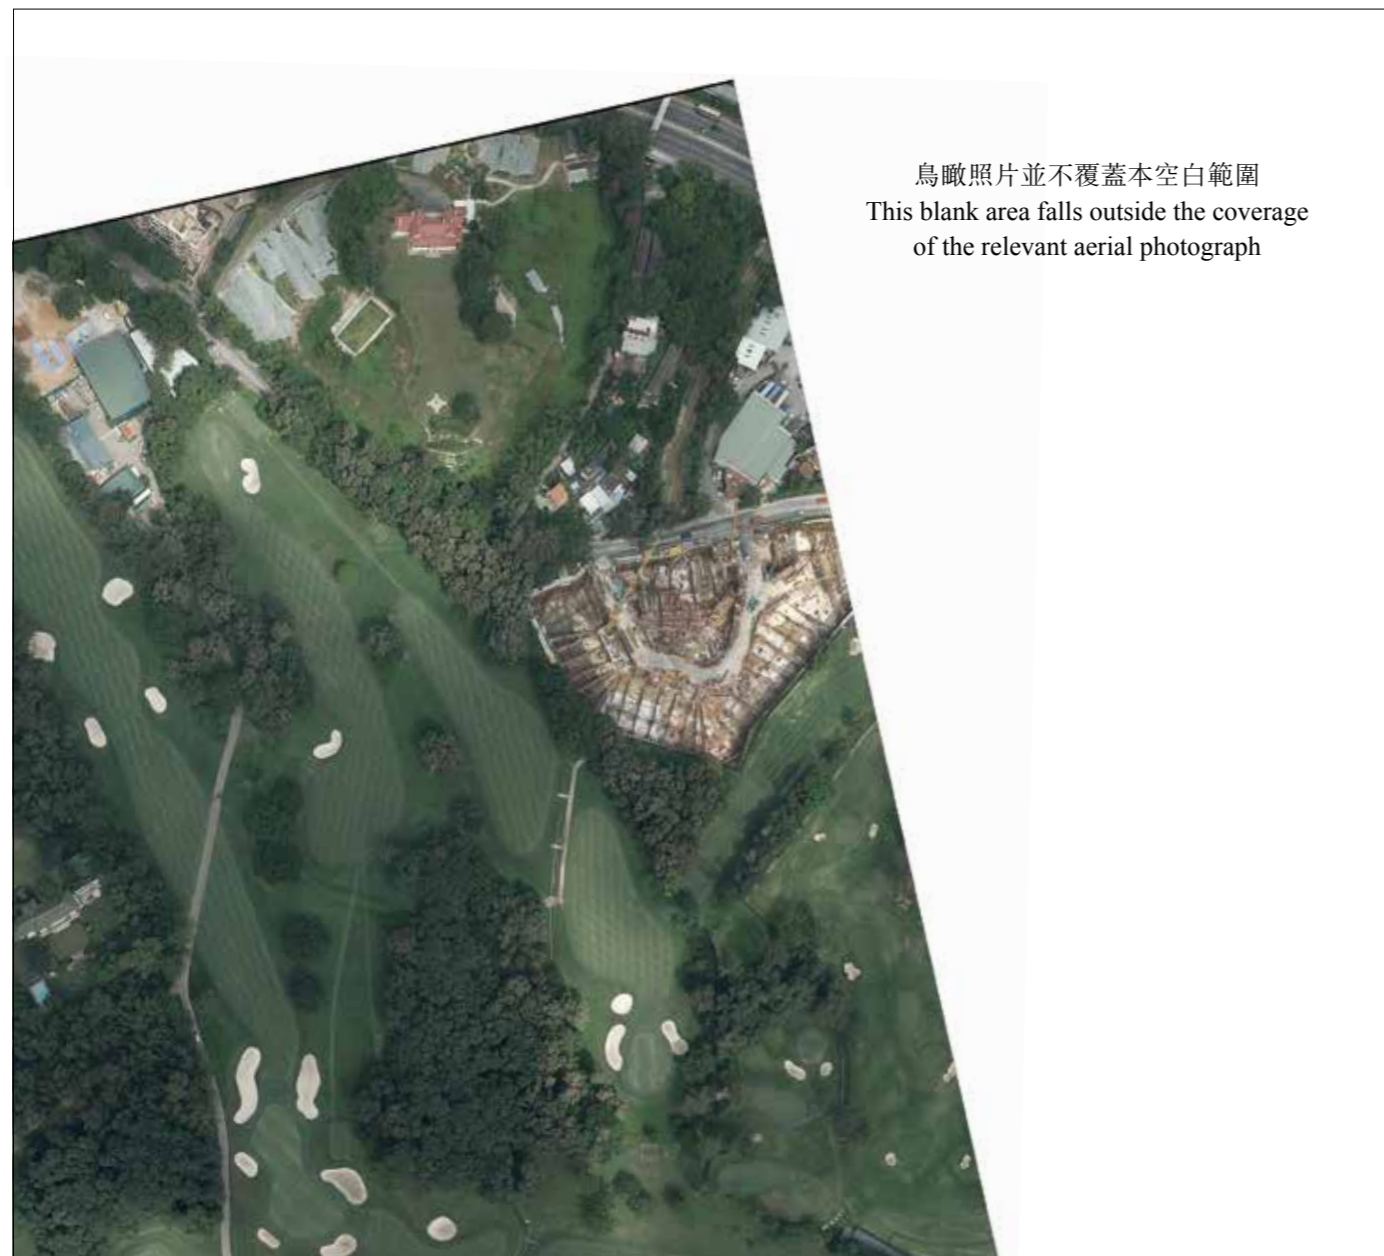 鳥瞰照片並不覆蓋本空白範圍
This blank area falls outside the coverage
of the relevant aerial photograph